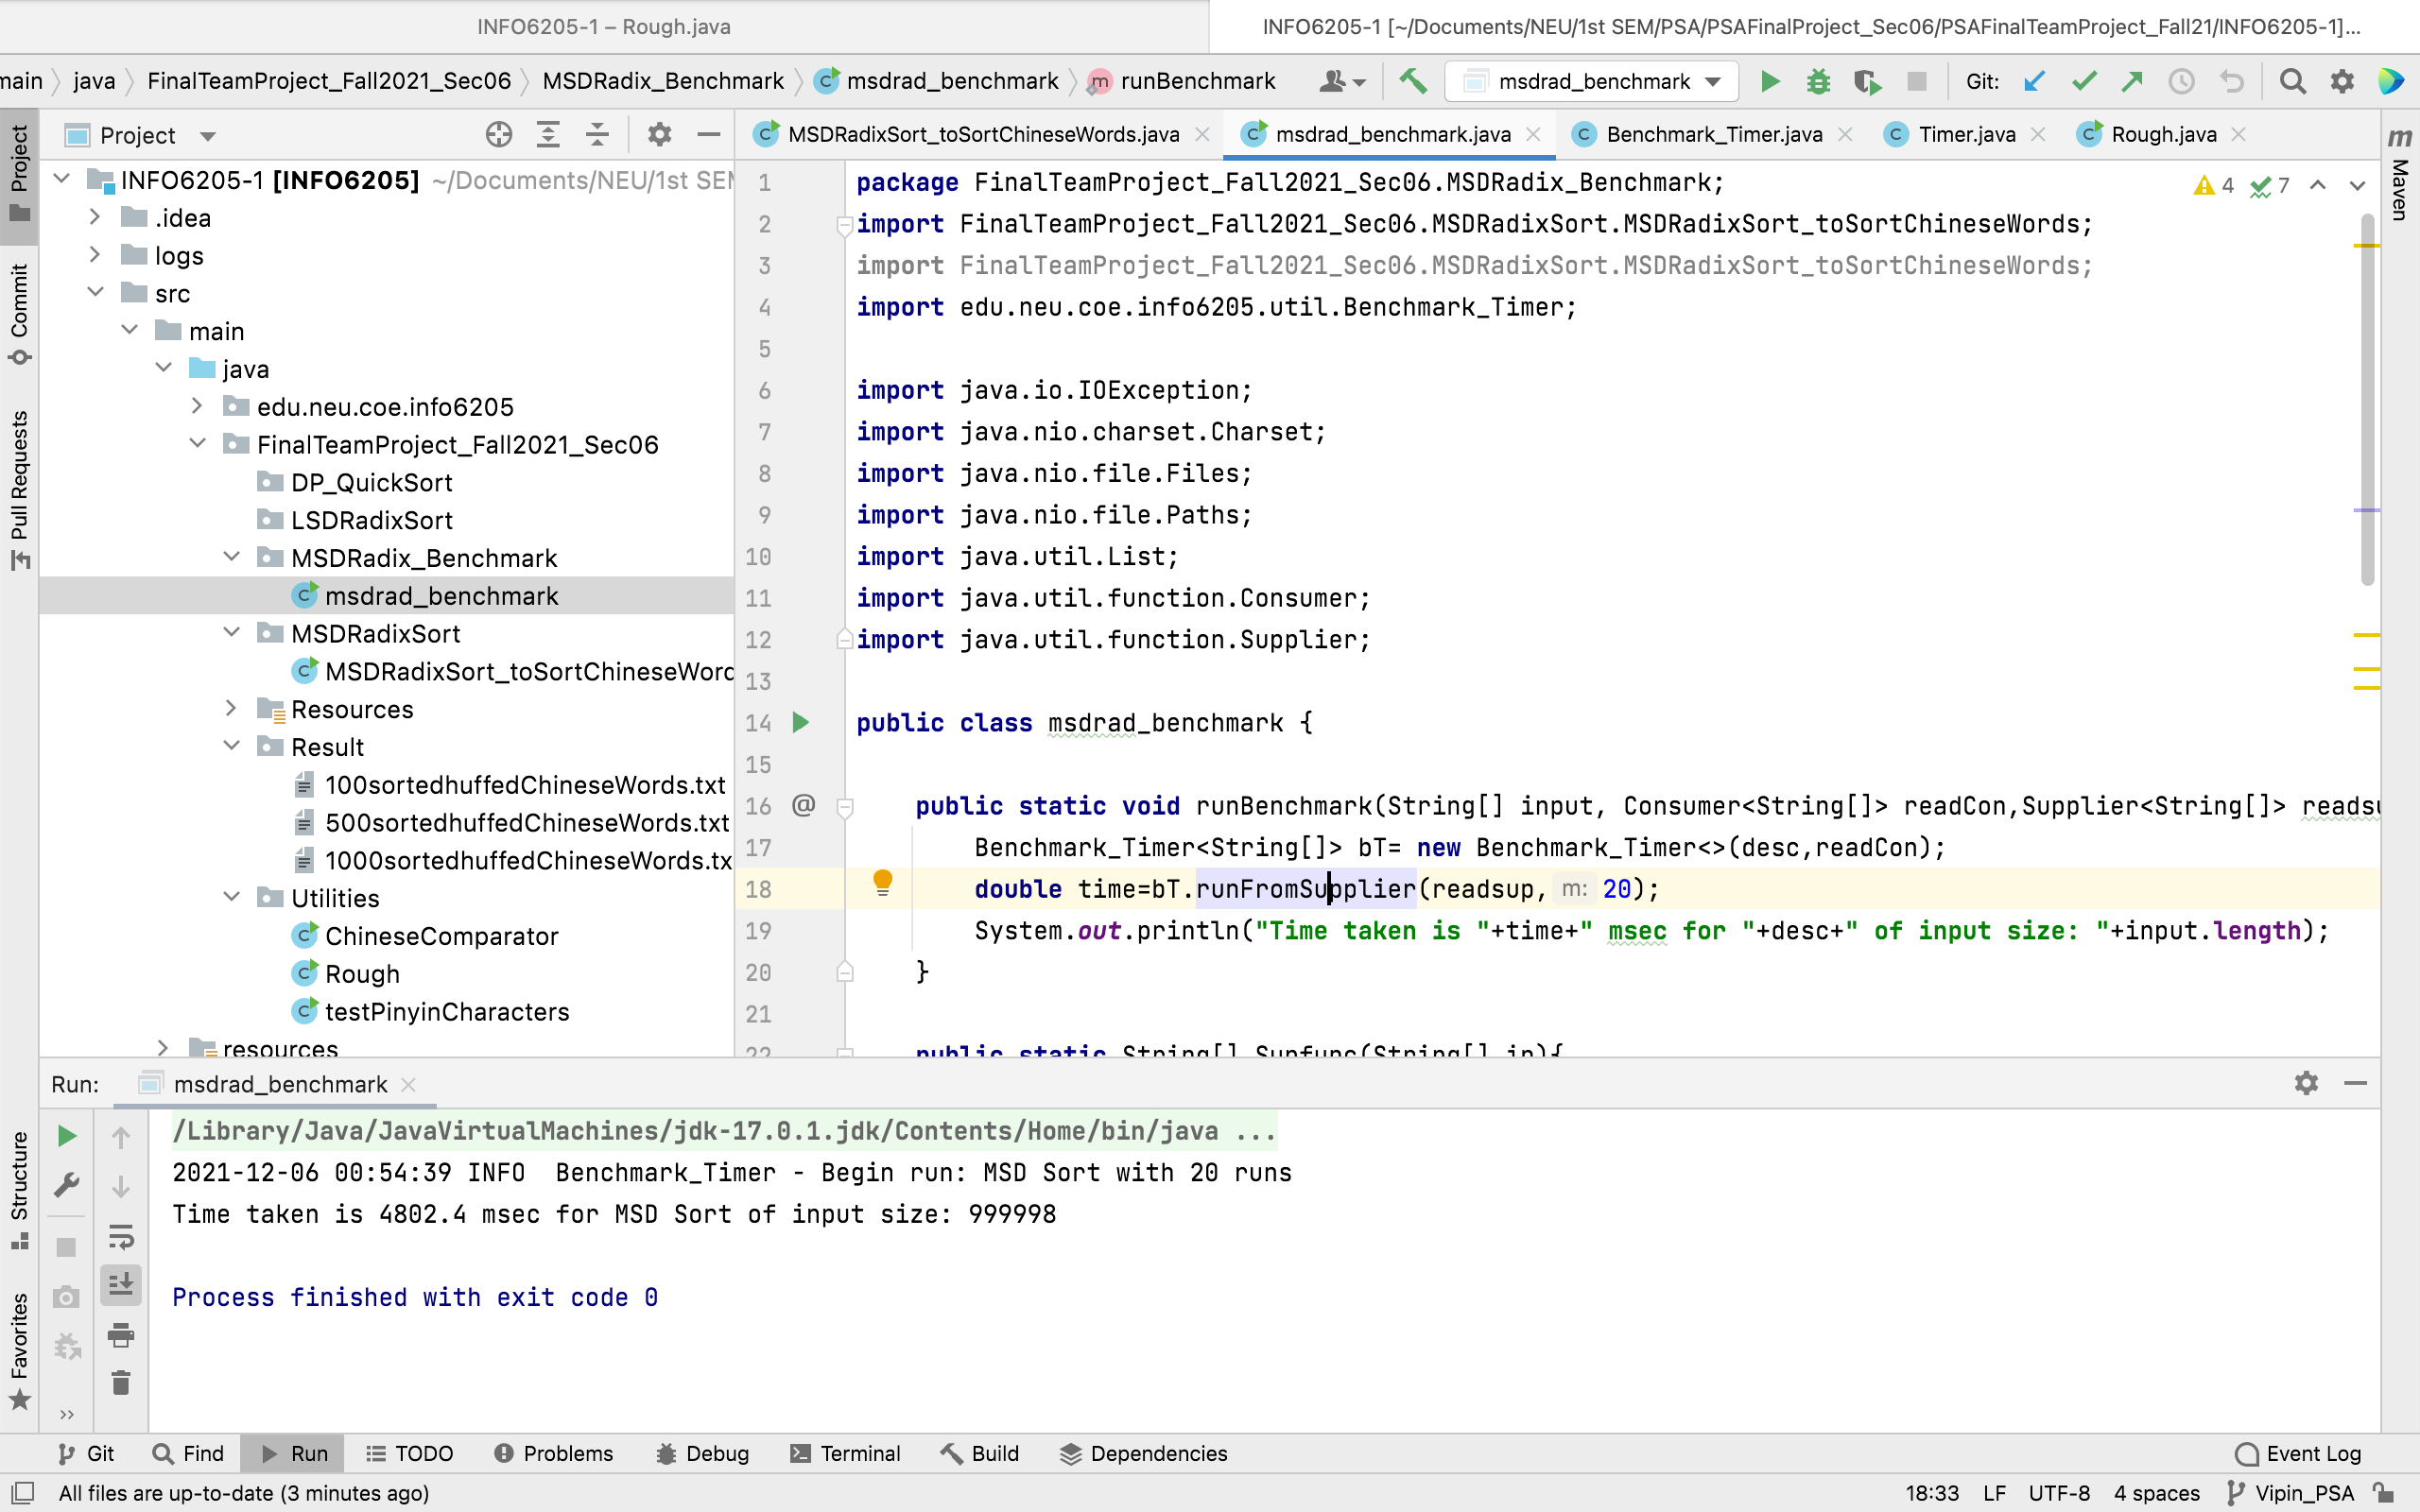 INFO6205-1 – Rough.java
INFO6205-1 [~/Documents/NEU/1st SEM/PSA/PSAFinalProject_Sec06/PSAFinalTeamProject_Fall21/INFO6205-1]...
java FinalTeamProject_Fall2021_Sec06 MSDRadix_Benchmark msdrad_benchmark m runBenchmark msdrad_benchmark Git:
Project
MSDRadixSort_toSortChineseWords.java msdrad_benchmark.java Benchmark_Timer.java Timer.java Rough.java
Project
Commit
Pull Requests
INFO6205-1 [INFO6205] ~/Documents/NEU/1st
.idea
logs
src
main
java
edu.neu.coe.info6205
FinalTeamProject_Fall2021_Sec06
DP_QuickSort
LSDRadixSort
MSDRadix_Benchmark
msdrad_benchmark
MSDRadixSort
MSDRadixSort_toSortChineseWord
Resources
Result
100sortedhuffedChineseWords.txt
500sortedhuffedChineseWords.txt
1000sortedhuffedChineseWords.tx
Utilities
ChineseComparator
Rough
testPinyinCharacters
resources
4 7
1 package FinalTeamProject_Fall2021_Sec06.MSDRadix_Benchmark;
2 import FinalTeamProject_Fall2021_Sec06.MSDRadixSort.MSDRadixSort_toSortChineseWords;
3 import FinalTeamProject_Fall2021_Sec06.MSDRadixSort.MSDRadixSort_toSortChineseWords;
4 import edu.neu.coe.info6205.util.Benchmark_Timer;
5
6 import java.io.IOException;
7 import java.nio.charset.Charset;
8 import java.nio.file.Files;
9 import java.nio.file.Paths;
10 import java.util.List;
11 import java.util.function.Consumer;
12 import java.util.function.Supplier;
13
14 public class msdrad_benchmark {
15
16 @ public static void runBenchmark(String[] input, Consumer<String[]> readCon,Supplier<String[]> readsu
17 Benchmark_Timer<String[]> bT= new Benchmark_Timer<>(desc,readCon);
18 double time=bT.runFromSupplier(readsup, m: 20);
19 System.out.println("Time taken is "+time+" msec for "+desc+" of input size: "+input.length);
20 }
21
22 public static String[] Supfunc(String[] ip){
m Maven
Run: msdrad_benchmark
/Library/Java/JavaVirtualMachines/jdk-17.0.1.jdk/Contents/Home/bin/java ...
2021-12-06 00:54:39 INFO  Benchmark_Timer - Begin run: MSD Sort with 20 runs
Time taken is 4802.4 msec for MSD Sort of input size: 999998
Process finished with exit code 0
Structure
Favorites
Git Find Run TODO Problems Debug Terminal Build Dependencies Event Log
All files are up-to-date (3 minutes ago) 18:33 LF UTF-8 4 spaces Vipin_PSA